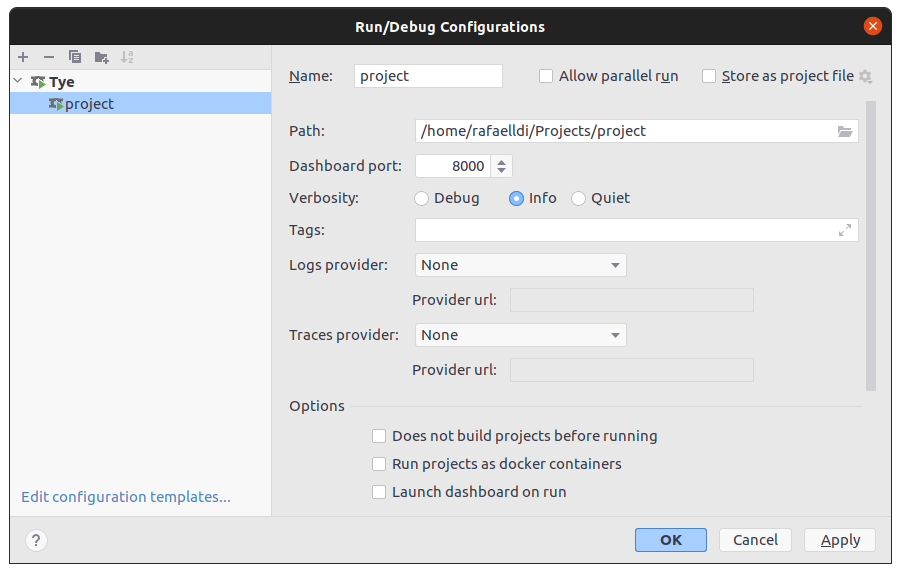 Run/Debug Configurations
Tye
project
Edit configuration templates...
Name: project Allow parallel run Store as project file
Path: /home/rafaelldi/Projects/project
Dashboard port: 8000
Verbosity: Debug Info Quiet
Tags:
Logs provider: None
Provider url:
Traces provider: None
Provider url:
Options
Does not build projects before running
Run projects as docker containers
Launch dashboard on run
? OK Cancel Apply